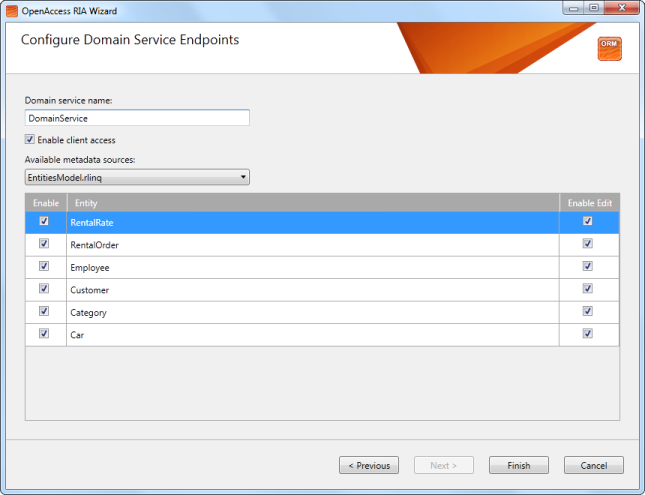 OpenAccess RIA Wizard
Configure Domain Service Endpoints
ORM
Domain service name:
DomainService
Enable client access
Available metadata sources:
EntitiesModel.rlinq
Enable Entity Enable Edit
RentalRate
RentalOrder
Employee
Customer
Category
Car
< Previous Next > Finish Cancel